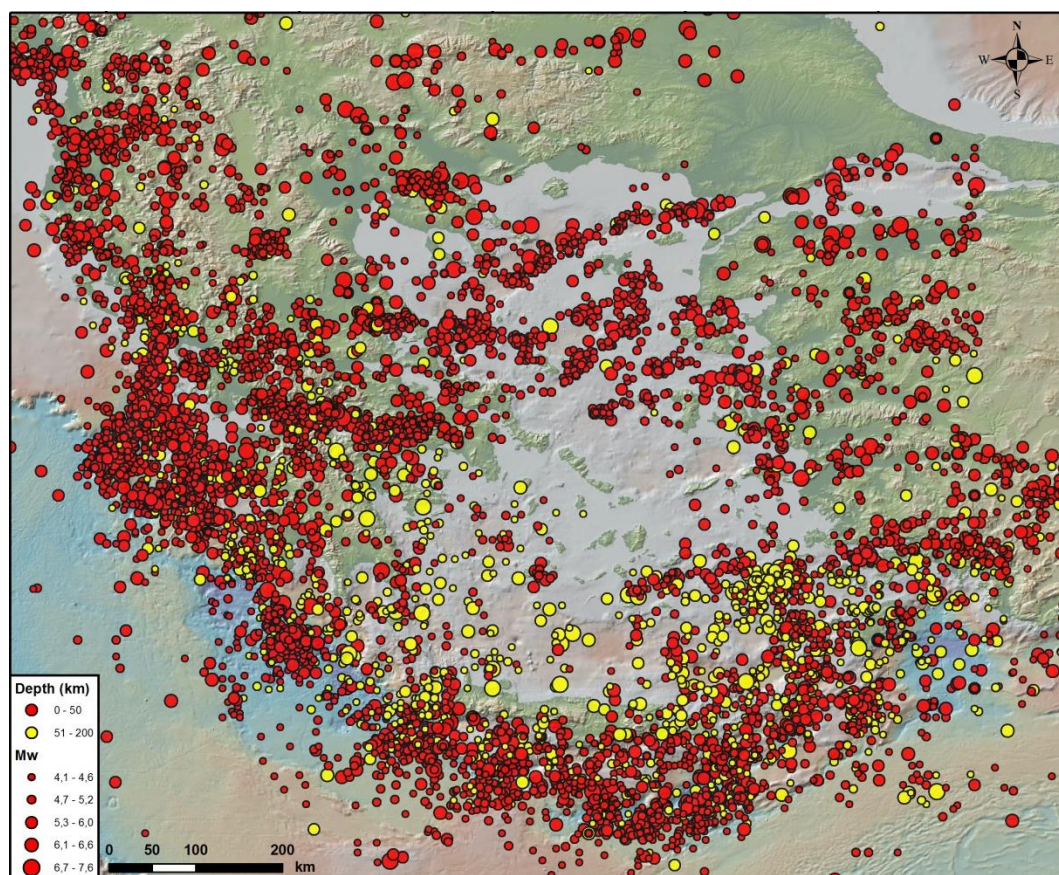 N
W E
S
Depth (km)
0 - 50
51 - 200
Mw
4,1 - 4,6
4,7 - 5,2
5,3 - 6,0
6,1 - 6,6
6,7 - 7,6
0 50 100 200
km